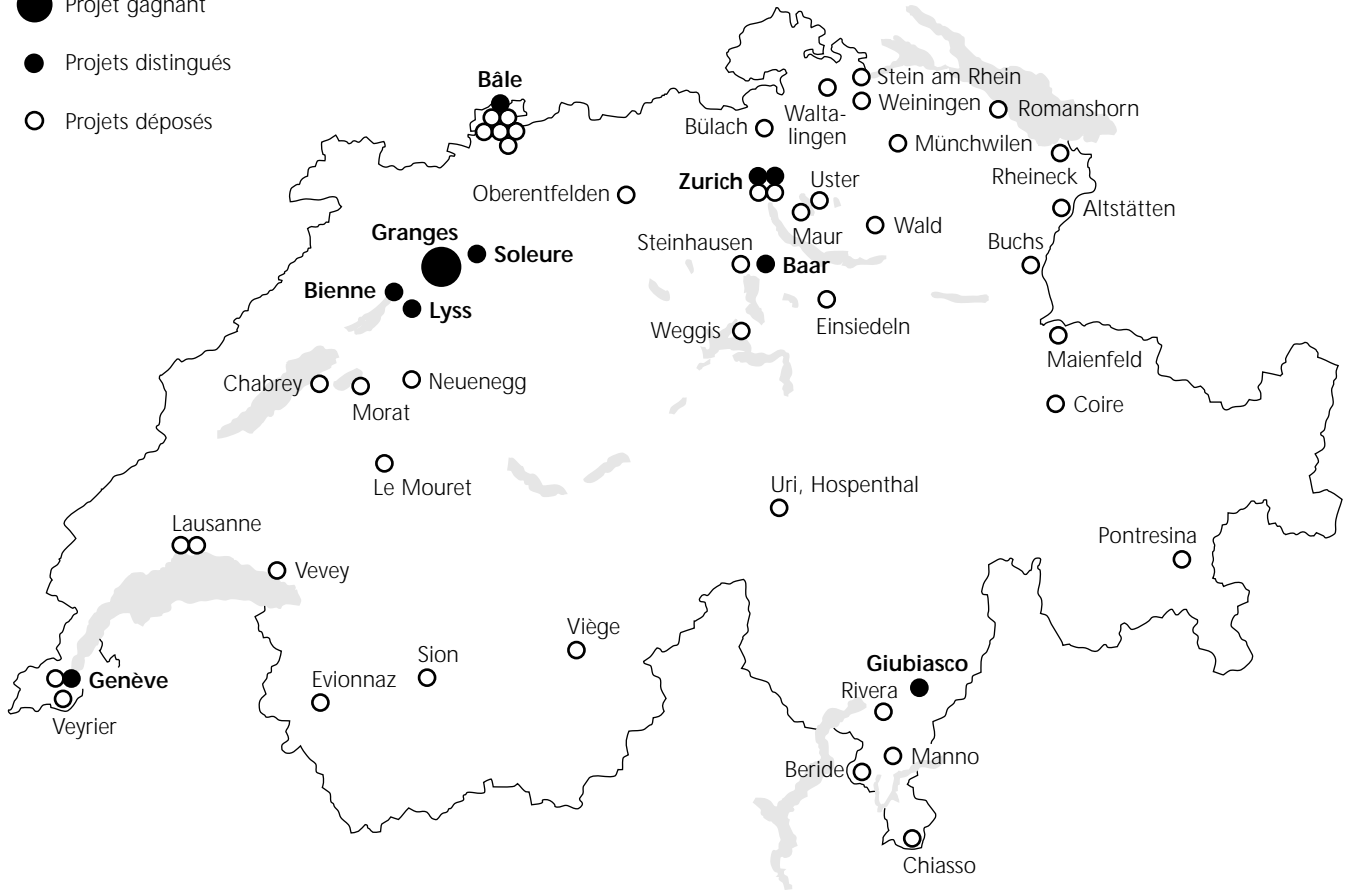 Projet gagnant
Projets distingués
Projets déposés
Bâle
Stein am Rhein
Weiningen
Walta-
lingen
Romanshorn
Bülach
Münchwilen
Rheineck
Zurich
Uster
Oberentfelden
Maur
Altstätten
Wald
Granges
Soleure
Steinhausen
Baar
Buchs
Bienne
Lyss
Weggis
Einsiedeln
Maienfeld
Chabrey
Morat
Neuenegg
Coire
Le Mouret
Uri, Hospenthal
Lausanne
Vevey
Pontresina
Viège
Sion
Evionnaz
Genève
Veyrier
Giubiasco
Rivera
Manno
Beride
Chiasso